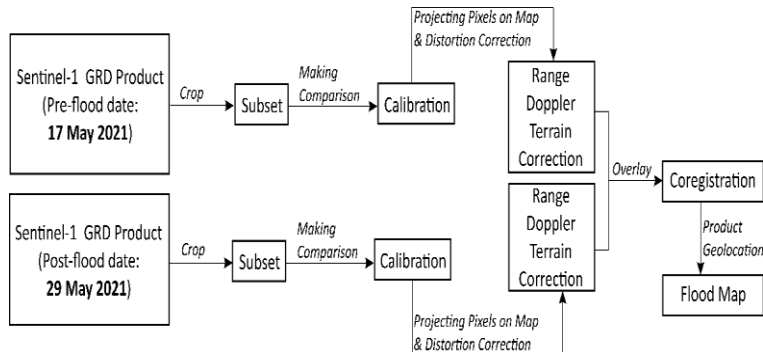 Projecting Pixels on Map
& Distortion Correction
Sentinel-1 GRD Product
(Pre-flood date:
17 May 2021)
Crop
Subset
Making
Comparison
Calibration
Range
Doppler
Terrain
Correction
Overlay
Coregistration
Sentinel-1 GRD Product
(Post-flood date:
29 May 2021)
Crop
Subset
Making
Comparison
Calibration
Range
Doppler
Terrain
Correction
Product
Geolocation
Flood Map
Projecting Pixels on Map
& Distortion Correction